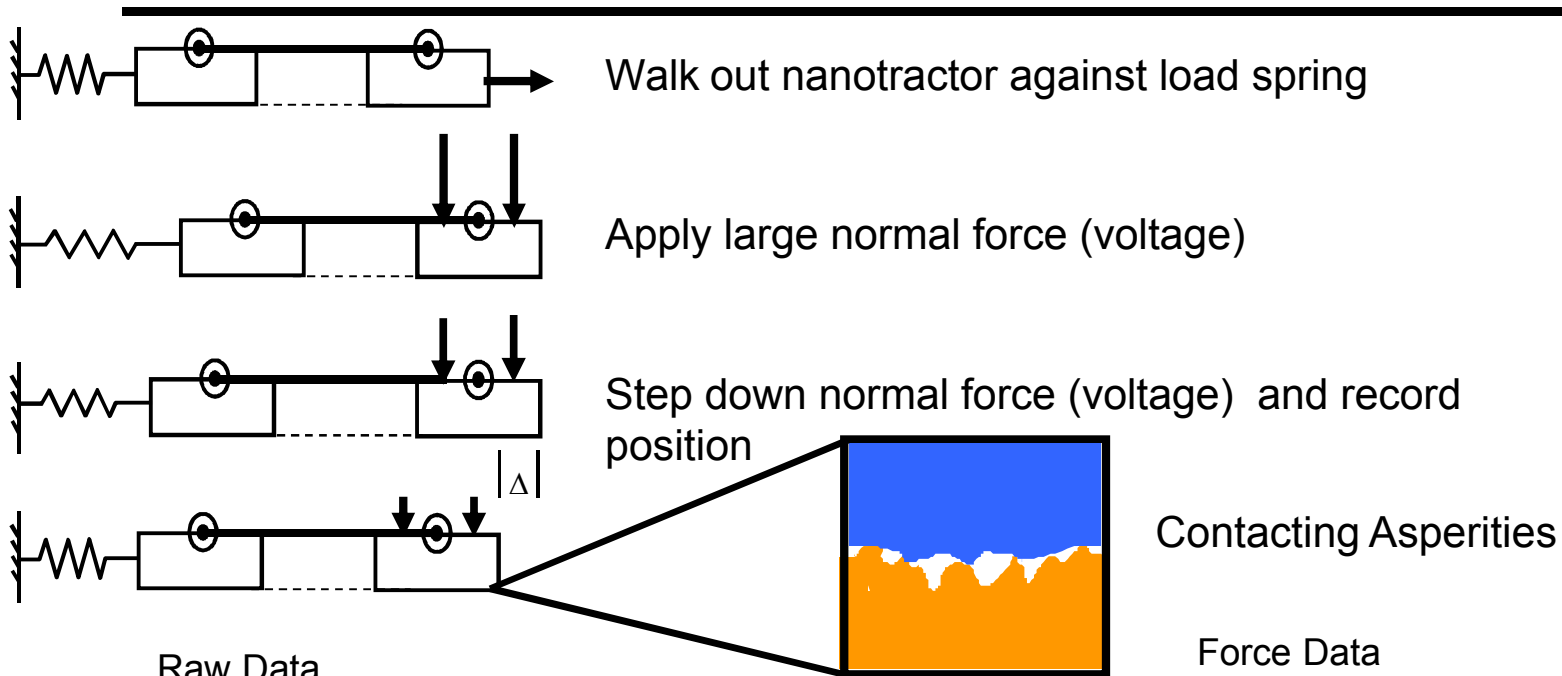 Walk out nanotractor against load spring
Apply large normal force (voltage)
Step down normal force (voltage)  and record
position
Δ
Contacting Asperities
Force Data
Raw Data